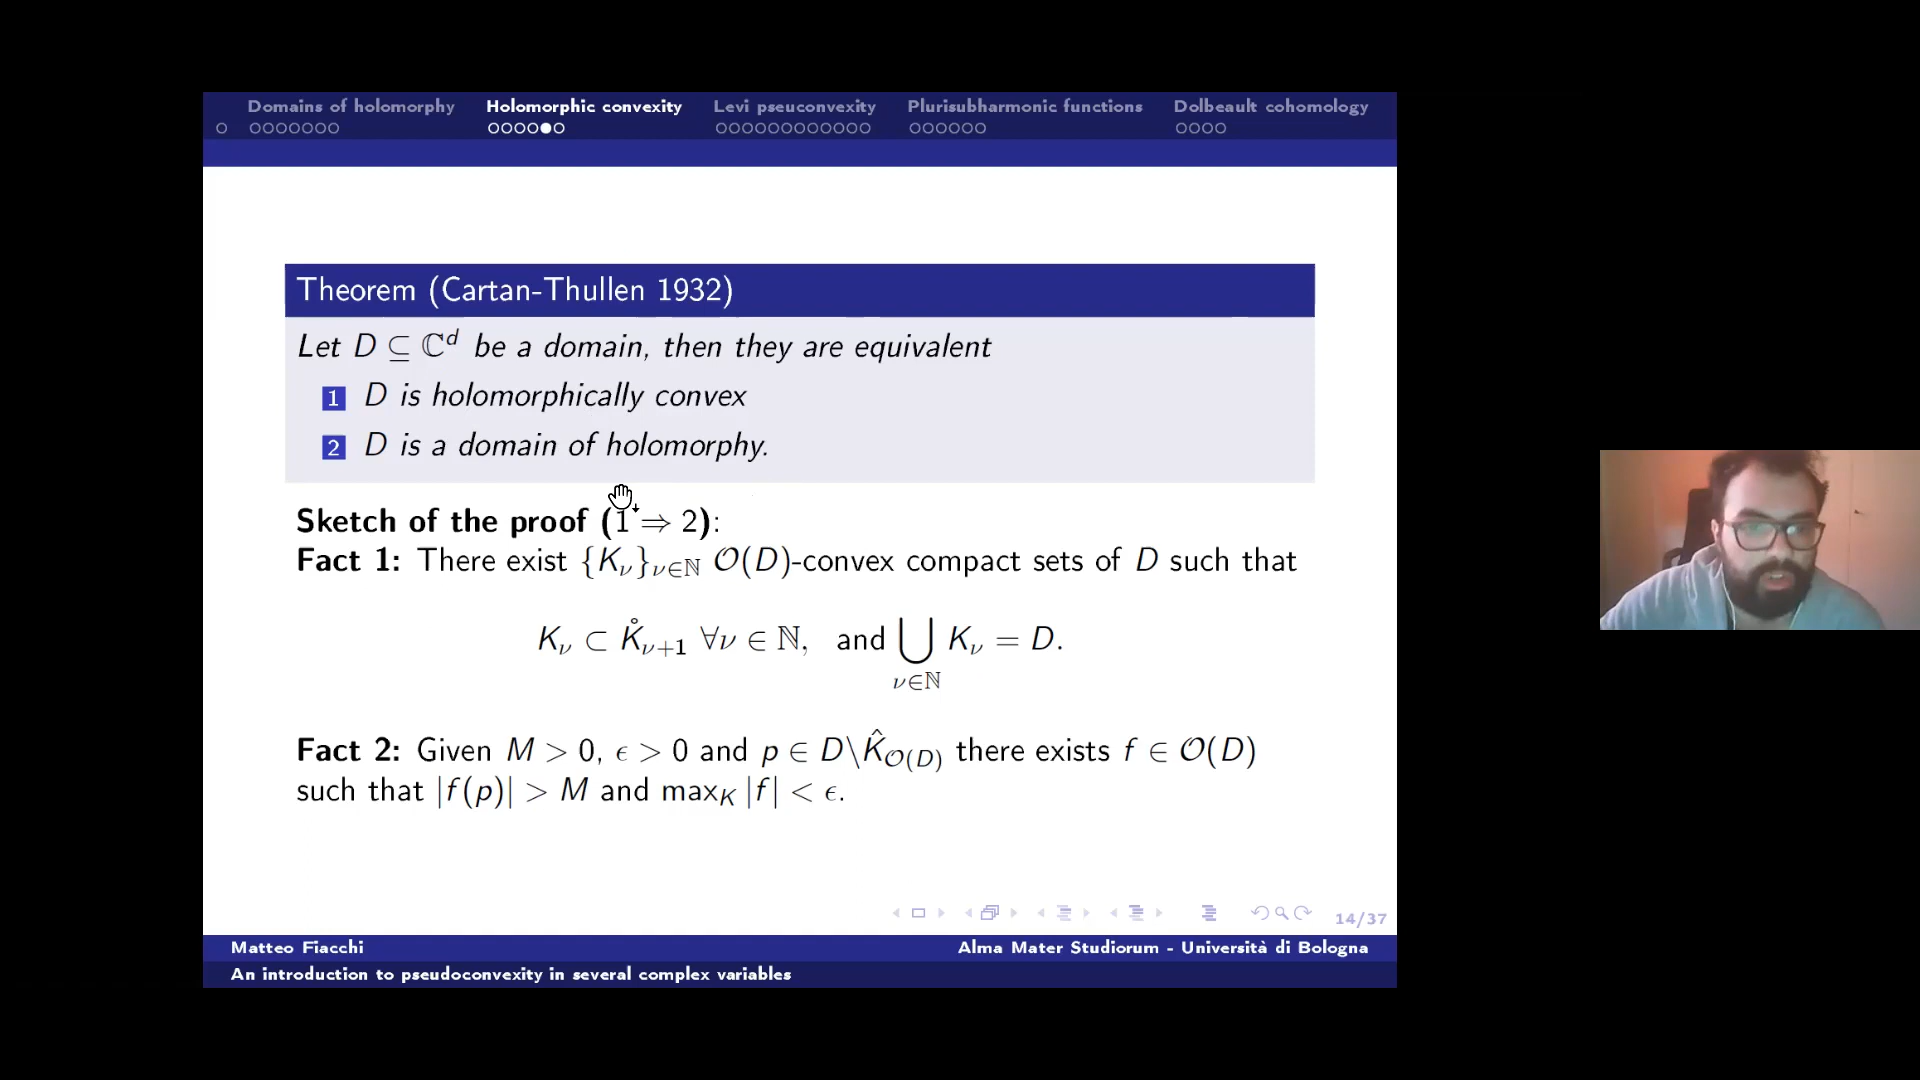 Domains of holomorphy Holomorphic convexity Levi pseuconvexity Plurisubharmonic functions Dolbeault cohomology
Theorem (Cartan-Thullen 1932)
Let D ⊆ ℂ^d be a domain, then they are equivalent
1 D is holomorphically convex
2 D is a domain of holomorphy.
Sketch of the proof (1 ⇒ 2):
Fact 1: There exist {K_ν}_{ν∈ℕ} 𝒪(D)-convex compact sets of D such that
K_ν ⊂ K̊_{ν+1} ∀ν ∈ ℕ, and ⋃_{ν∈ℕ} K_ν = D.
Fact 2: Given M > 0, ϵ > 0 and p ∈ D\K̂_{𝒪(D)} there exists f ∈ 𝒪(D)
such that |f(p)| > M and max_K |f| < ϵ.
14/37
Matteo Fiacchi Alma Mater Studiorum - Università di Bologna
An introduction to pseudoconvexity in several complex variables